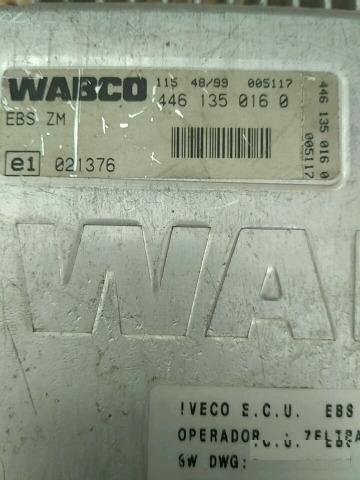 WABCO 115 48/99 005117
446 135 016 0
EBS ZM
e1 021376
446 135 016 0
005117
WA
IVECO E.C.U. EBS
OPERADOR
SW DWG: